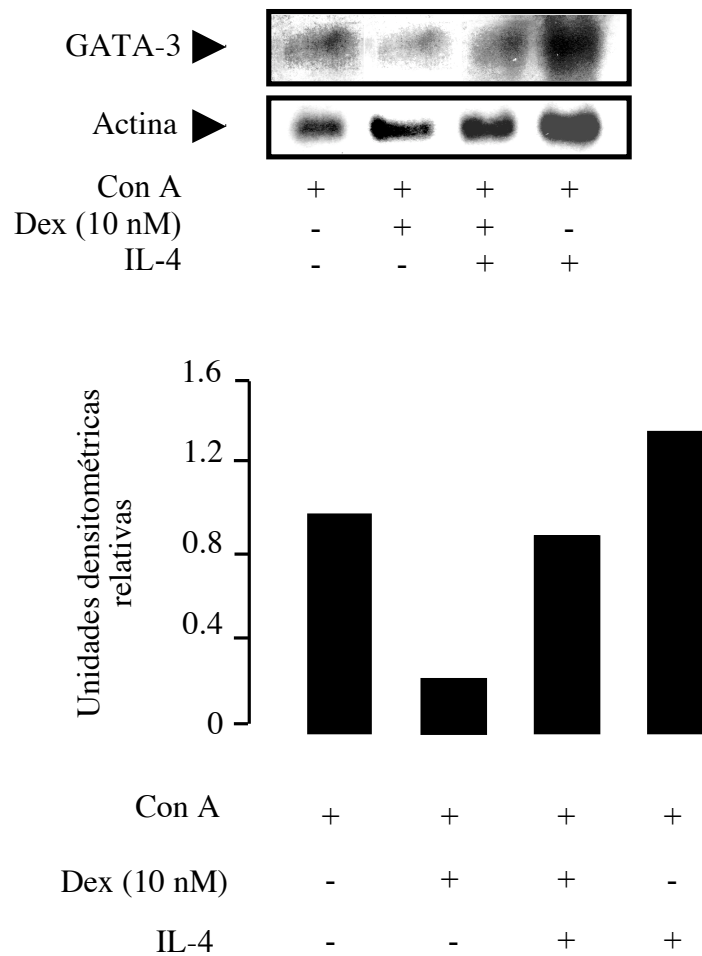 GATA-3
Actina
Con A + + + +
Dex (10 nM) - + + -
IL-4 - - + +
Unidades densitométricas
relativas
1.6
1.2
0.8
0.4
0
Con A + + + +
Dex (10 nM) - + + -
IL-4 - - + +